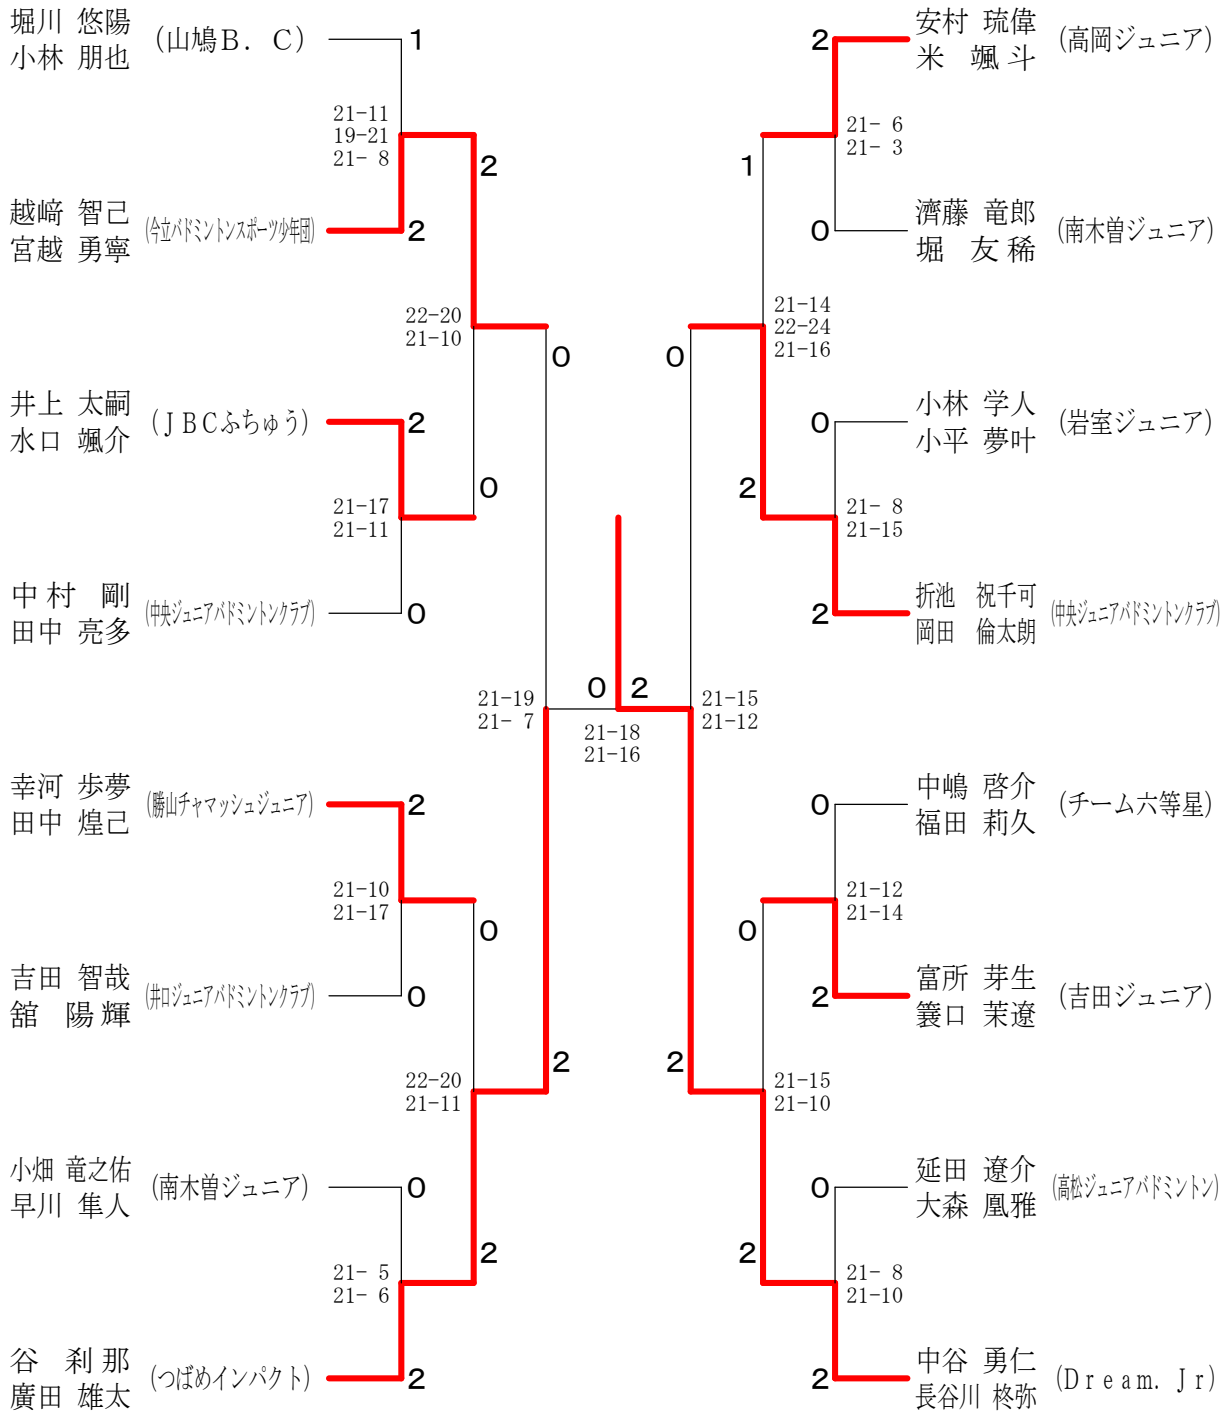 堀川 悠陽
小林 朋也
(山鳩B.C)
1
21-11
19-21
21- 8
2
越﨑 智己
宮越 勇寧
(今立バドミントンスポーツ少年団)
2
22-20
21-10
0
井上 太嗣
水口 颯介
(JBCふちゅう)
2
21-17
21-11
0
中村 剛
田中 亮多
(中央ジュニアバドミントンクラブ)
0
21-19
21- 7
幸河 歩夢
田中 煌己
(勝山チャマッシュジュニア)
2
21-10
21-17
0
吉田 智哉
舘 陽輝
(井口ジュニアバドミントンクラブ)
0
22-20
21-11
2
小畑 竜之佑
早川 隼人
(南木曽ジュニア)
0
21- 5
21- 6
2
谷 刹那
廣田 雄太
(つばめインパクト)
2
0 2
21-18
21-16
2
安村 琉偉
米 颯斗
(高岡ジュニア)
21- 6
21- 3
1
0
濟藤 竜郎
堀 友稀
(南木曽ジュニア)
21-14
22-24
21-16
0
0
小林 学人
小平 夢叶
(岩室ジュニア)
2
21- 8
21-15
2
折池 祝千可
岡田 倫太朗
(中央ジュニアバドミントンクラブ)
21-15
21-12
0
中嶋 啓介
福田 莉久
(チーム六等星)
21-12
21-14
0
2
富所 芽生
簑口 茉遼
(吉田ジュニア)
2
21-15
21-10
0
延田 遼介
大森 凰雅
(高松ジュニアバドミントン)
2
21- 8
21-10
2
中谷 勇仁
長谷川 柊弥
(Dream.Jr)